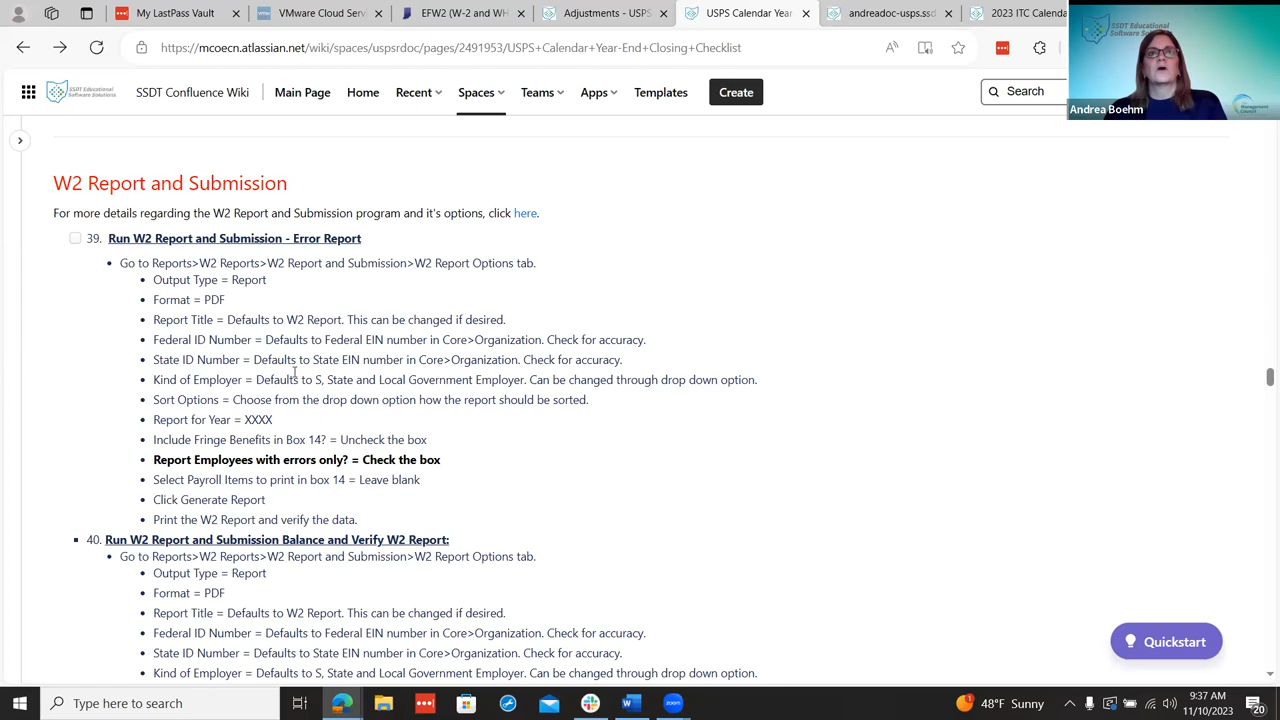 My LastPass Vault
VMware Cloud Serv
EFW2 (W-2 and WH
Adjustments - USPS
USPS Calendar Year
andreadoc-usps.ssd
2023 ITC Calenda
https://mcoecn.atlassian.net/wiki/spaces/uspsrdoc/pages/2491953/USPS+Calendar+Year-End+Closing+Checklist
SSDT Educational Software Solutions
SSDT Confluence Wiki
Main Page
Home
Recent
Spaces
Teams
Apps
Templates
Create
Search
SSDT Educational
Software Solutions
Andrea Boehm
Management
Council
W2 Report and Submission
For more details regarding the W2 Report and Submission program and it's options, click here.
39. Run W2 Report and Submission - Error Report
Go to Reports>W2 Reports>W2 Report and Submission>W2 Report Options tab.
Output Type = Report
Format = PDF
Report Title = Defaults to W2 Report. This can be changed if desired.
Federal ID Number = Defaults to Federal EIN number in Core>Organization. Check for accuracy.
State ID Number = Defaults to State EIN number in Core>Organization. Check for accuracy.
Kind of Employer = Defaults to S, State and Local Government Employer. Can be changed through drop down option.
Sort Options = Choose from the drop down option how the report should be sorted.
Report for Year = XXXX
Include Fringe Benefits in Box 14? = Uncheck the box
Report Employees with errors only? = Check the box
Select Payroll Items to print in box 14 = Leave blank
Click Generate Report
Print the W2 Report and verify the data.
40. Run W2 Report and Submission Balance and Verify W2 Report:
Go to Reports>W2 Reports>W2 Report and Submission>W2 Report Options tab.
Output Type = Report
Format = PDF
Report Title = Defaults to W2 Report. This can be changed if desired.
Federal ID Number = Defaults to Federal EIN number in Core>Organization. Check for accuracy.
State ID Number = Defaults to State EIN number in Core>Organization. Check for accuracy.
Kind of Employer = Defaults to S, State and Local Government Employer. Can be changed through drop down option.
Quickstart
Type here to search
48°F Sunny
9:37 AM
11/10/2023
20